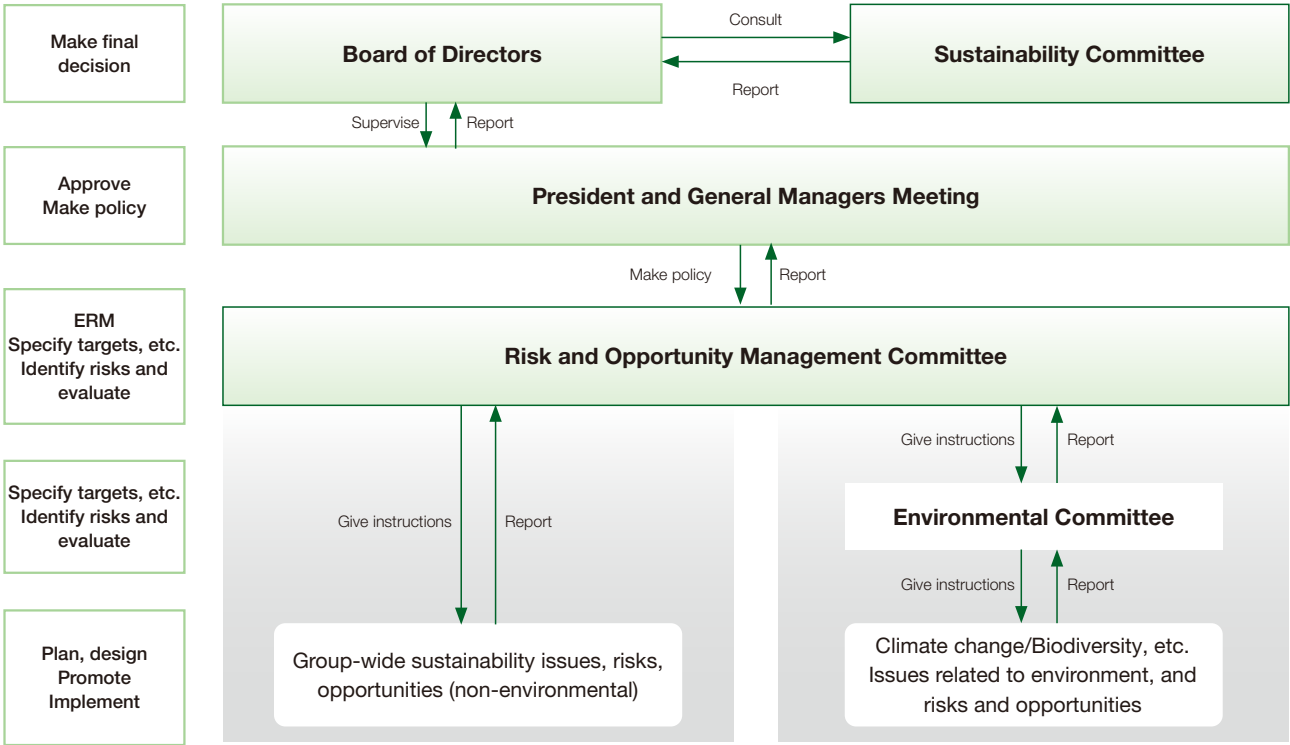 Make final
decision
Board of Directors
Consult
Report
Sustainability Committee
Supervise
Report
Approve
Make policy
President and General Managers Meeting
Make policy
Report
ERM
Specify targets, etc.
Identify risks and
evaluate
Risk and Opportunity Management Committee
Give instructions
Report
Specify targets, etc.
Identify risks and
evaluate
Give instructions
Report
Environmental Committee
Give instructions
Report
Plan, design
Promote
Implement
Group-wide sustainability issues, risks,
opportunities (non-environmental)
Climate change/Biodiversity, etc.
Issues related to environment, and
risks and opportunities